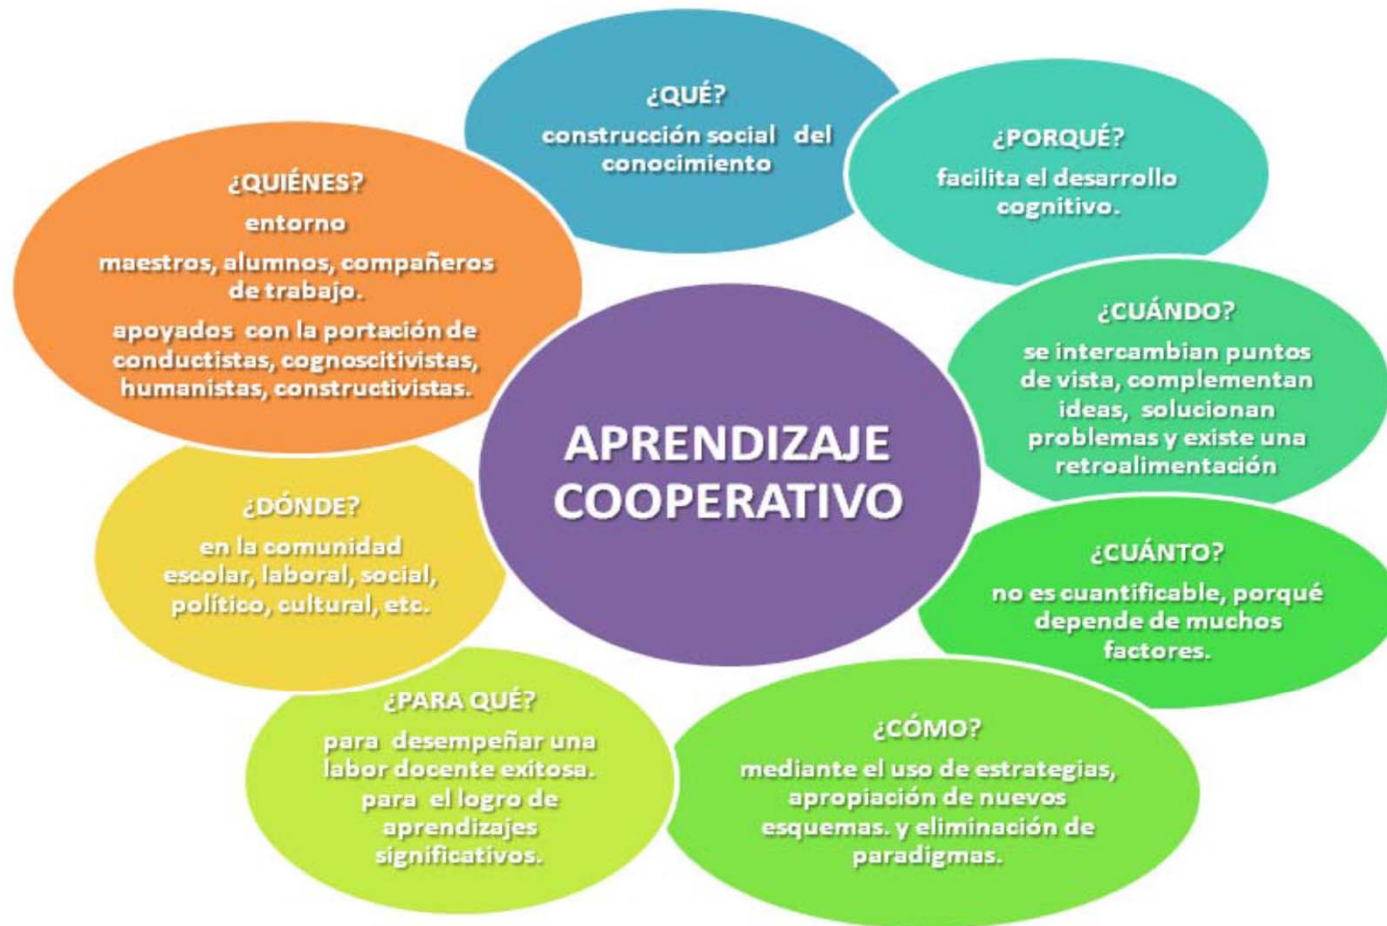 ¿QUÉ?
construcción social del
conocimiento
¿PORQUÉ?
facilita el desarrollo
cognitivo.
¿CUÁNDO?
se intercambian puntos
de vista, complementan
ideas, solucionan
problemas y existe una
retroalimentación
¿CUÁNTO?
no es cuantificable, porqué
depende de muchos
factores.
¿CÓMO?
mediante el uso de estrategias,
apropiación de nuevos
esquemas. y eliminación de
paradigmas.
¿PARA QUÉ?
para desempeñar una
labor docente exitosa.
para el logro de
aprendizajes
significativos.
¿DÓNDE?
en la comunidad
escolar, laboral, social,
político, cultural, etc.
¿QUIÉNES?
entorno
maestros, alumnos, compañeros
de trabajo.
apoyados con la portación de
conductistas, cognoscitivistas,
humanistas, constructivistas.
APRENDIZAJE
COOPERATIVO